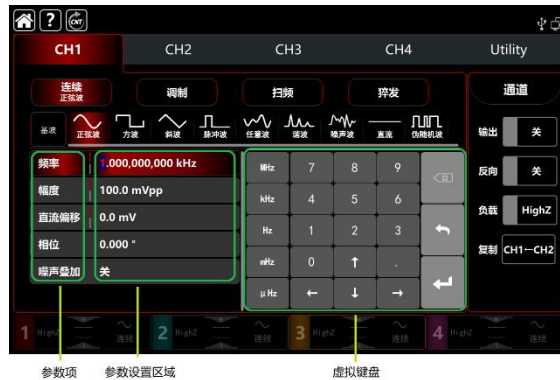 ? CNT
CH1 CH2 CH3 CH4 Utility
连续 调制 扫频 猝发 通道
正弦波
基波 正弦波 方波 斜波 脉冲波 任意波 谐波 噪声波 直流 伪随机波
输出 关
频率 1.000,000,000 kHz MHz 7 8 9
反向 关
幅度 100.0 mVpp kHz 4 5 6
负载 HighZ
直流偏移 0.0 mV Hz 1 2 3
相位 0.000 ° mHz 0 ↑ .
复制 CH1←CH2
噪声叠加 关 μHz ← ↓ →
1 HighZ 连续 2 HighZ 连续 3 HighZ 连续 4 HighZ 连续
参数项 参数设置区域 虚拟键盘